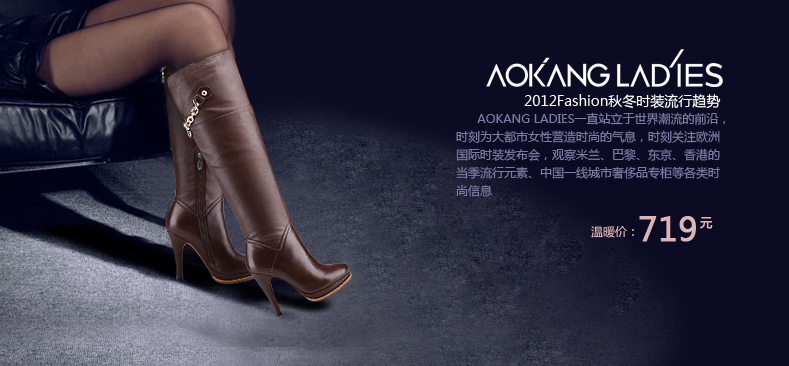 AOKANG LADIES
2012Fashion秋冬时装流行趋势
AOKANG LADIES一直站立于世界潮流的前沿，
时刻为大都市女性营造时尚的气息，时刻关注欧洲
国际时装发布会，观察米兰、巴黎、东京、香港的
当季流行元素、中国一线城市奢侈品专柜等各类时
尚信息
温暖价：719元